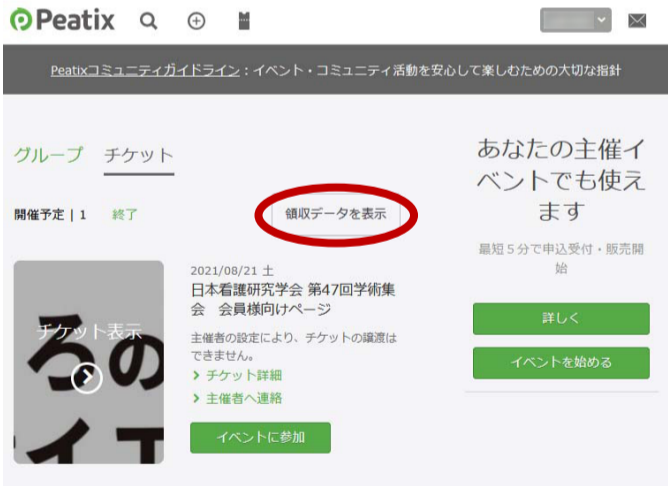 Peatix
Peatixコミュニティガイドライン：イベント・コミュニティ活動を安心して楽しむための大切な指針
グループ チケット
開催予定 | 1 終了
領収データを表示
チケット表示
ろの
イT
2021/08/21 土
日本看護研究学会 第47回学術集
会 会員様向けページ
主催者の設定により、チケットの譲渡は
できません。
チケット詳細
主催者へ連絡
イベントに参加
あなたの主催イ
ベントでも使え
ます
最短５分で申込受付・販売開
始
詳しく
イベントを始める